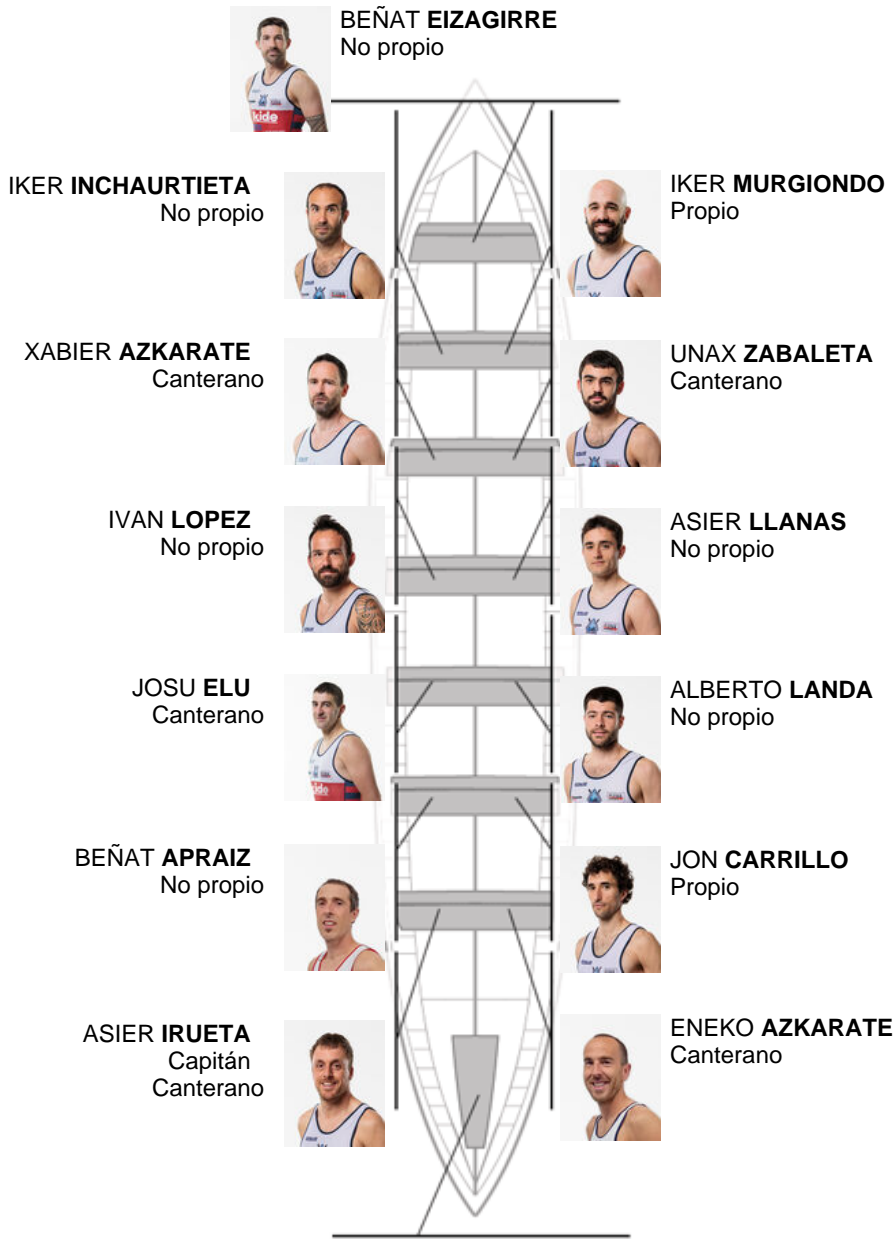 BEÑAT EIZAGIRRE
No propio
kide
IKER INCHAURTIETA
No propio
IKER MURGIONDO
Propio
XABIER AZKARATE
Canterano
UNAX ZABALETA
Canterano
IVAN LOPEZ
No propio
ASIER LLANAS
No propio
JOSU ELU
Canterano
ALBERTO LANDA
No propio
BEÑAT APRAIZ
No propio
JON CARRILLO
Propio
ASIER IRUETA
Capitán
Canterano
ENEKO AZKARATE
Canterano